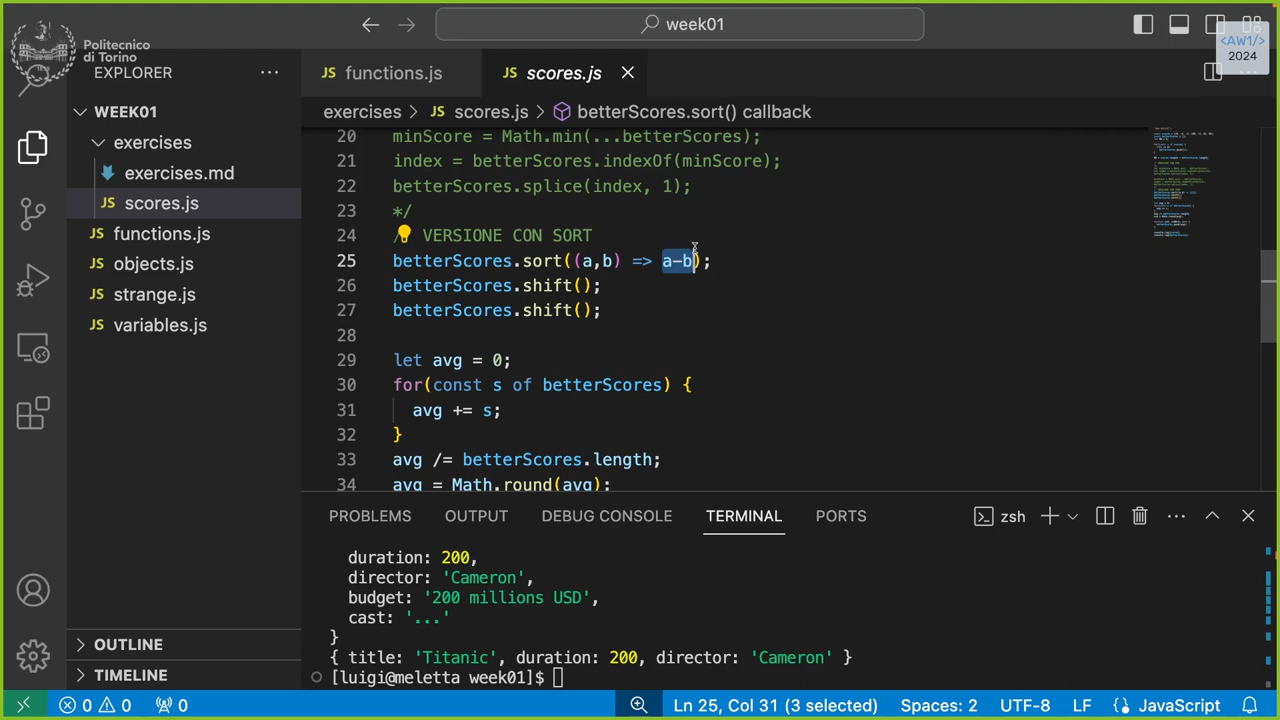 week01
Politecnico
di Torino
<AW1/>
2024
EXPLORER
JS functions.js
JS scores.js
WEEK01
exercises
exercises.md
JS scores.js
JS functions.js
JS objects.js
JS strange.js
JS variables.js
OUTLINE
TIMELINE
exercises > JS scores.js > betterScores.sort() callback
20 minScore = Math.min(...betterScores);
21 index = betterScores.indexOf(minScore);
22 betterScores.splice(index, 1);
23 */
24 / VERSIONE CON SORT
25 betterScores.sort((a,b) => a-b);
26 betterScores.shift();
27 betterScores.shift();
28
29 let avg = 0;
30 for(const s of betterScores) {
31 avg += s;
32 }
33 avg /= betterScores.length;
34 avg = Math.round(avg);
PROBLEMS OUTPUT DEBUG CONSOLE TERMINAL PORTS zsh
duration: 200,
director: 'Cameron',
budget: '200 millions USD',
cast: '...'
}
{ title: 'Titanic', duration: 200, director: 'Cameron' }
[luigi@meletta week01]$
0 0 0 Ln 25, Col 31 (3 selected) Spaces: 2 UTF-8 LF {} JavaScript